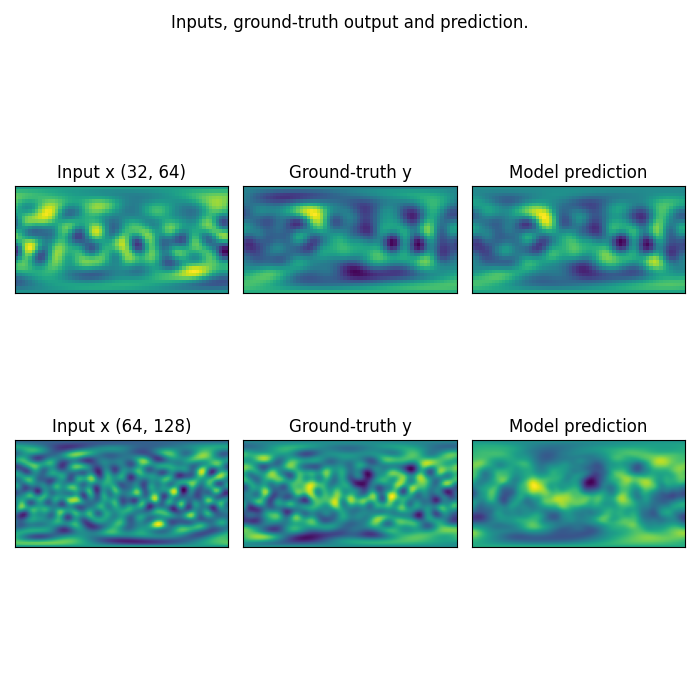 Inputs, ground-truth output and prediction.
Input x (32, 64)
Ground-truth y
Model prediction
Input x (64, 128)
Ground-truth y
Model prediction